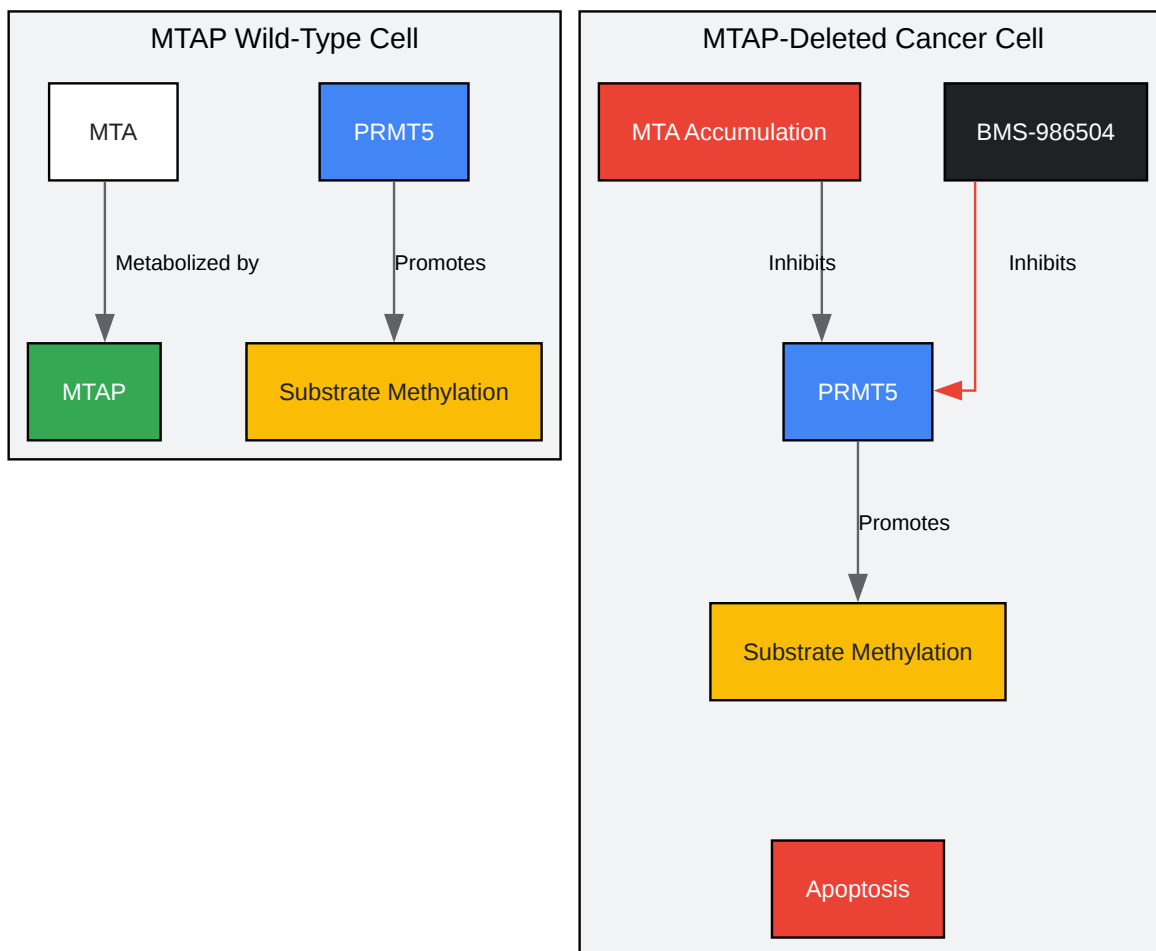 MTAP Wild-Type Cell
MTA
PRMT5
Metabolized by
Promotes
MTAP
Substrate Methylation
MTAP-Deleted Cancer Cell
MTA Accumulation
BMS-986504
Inhibits
Inhibits
PRMT5
Promotes
Substrate Methylation
Apoptosis